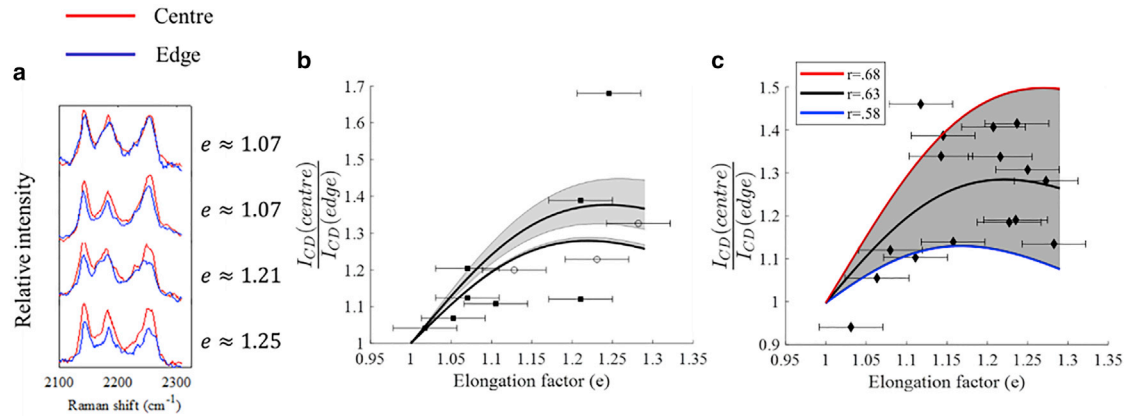 Centre
Edge
a
Relative intensity
e ≈ 1.07
e ≈ 1.07
e ≈ 1.21
e ≈ 1.25
2100 2200 2300
Raman shift (cm⁻¹)
b
I_CD(centre)
I_CD(edge)
1.7
1.6
1.5
1.4
1.3
1.2
1.1
1
0.95 1 1.05 1.1 1.15 1.2 1.25 1.3 1.35
Elongation factor (e)
c
r=.68
r=.63
r=.58
I_CD(centre)
I_CD(edge)
1.5
1.4
1.3
1.2
1.1
1
0.9
0.95 1 1.05 1.1 1.15 1.2 1.25 1.3 1.35
Elongation factor (e)